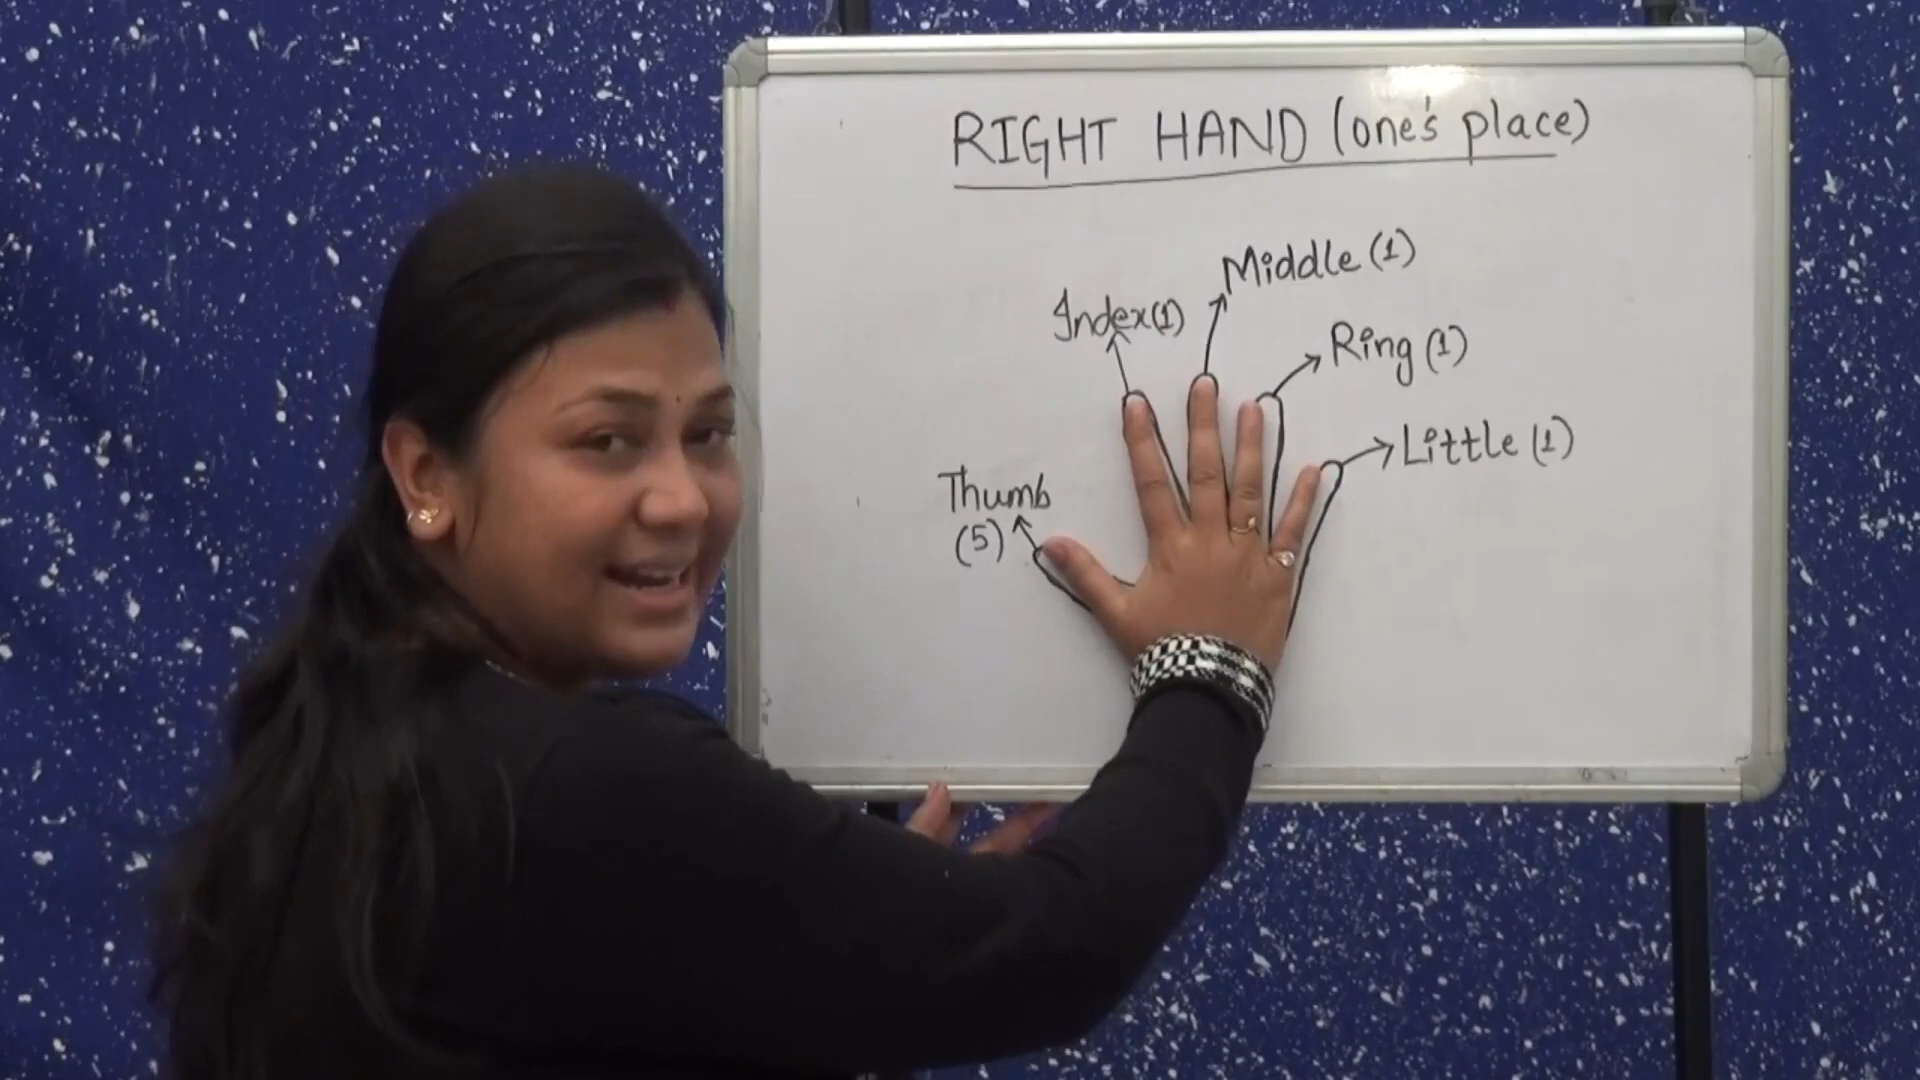 RIGHT HAND (one's place)
Middle (1)
Index (1)
Ring (1)
Little (1)
Thumb
(5)